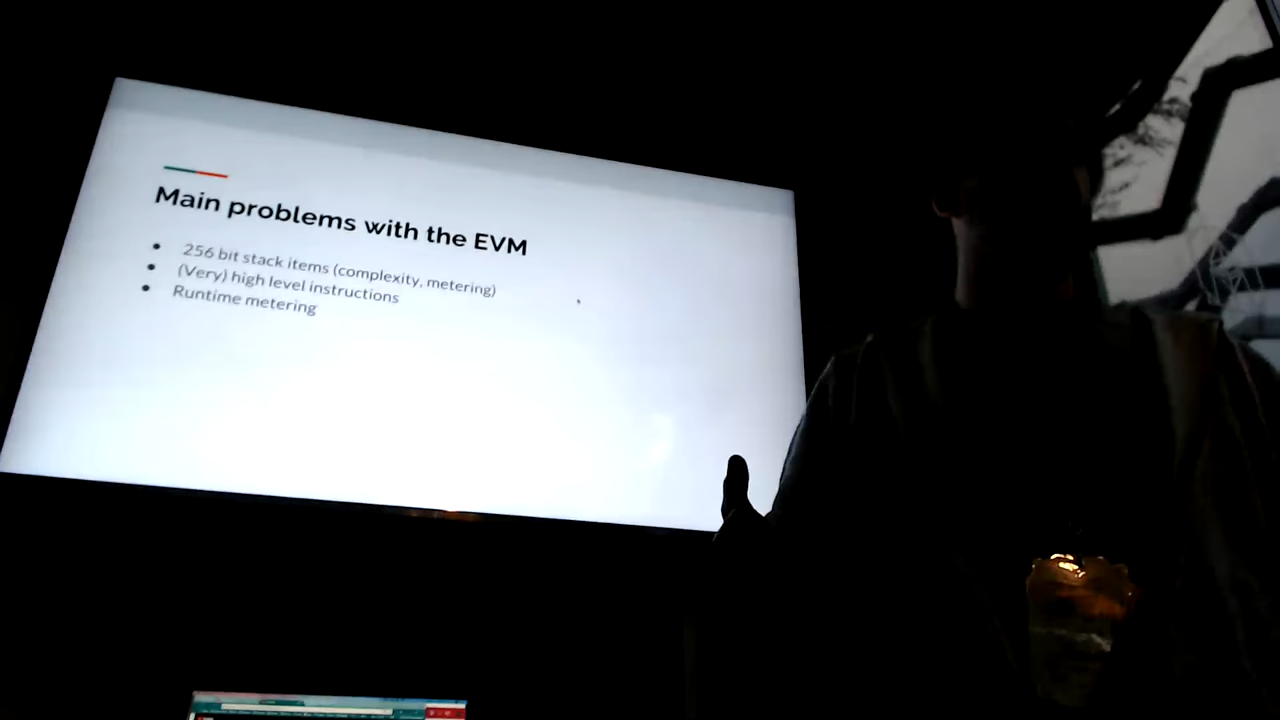 Main problems with the EVM
256 bit stack items (complexity, metering)
(Very) high level instructions
Runtime metering